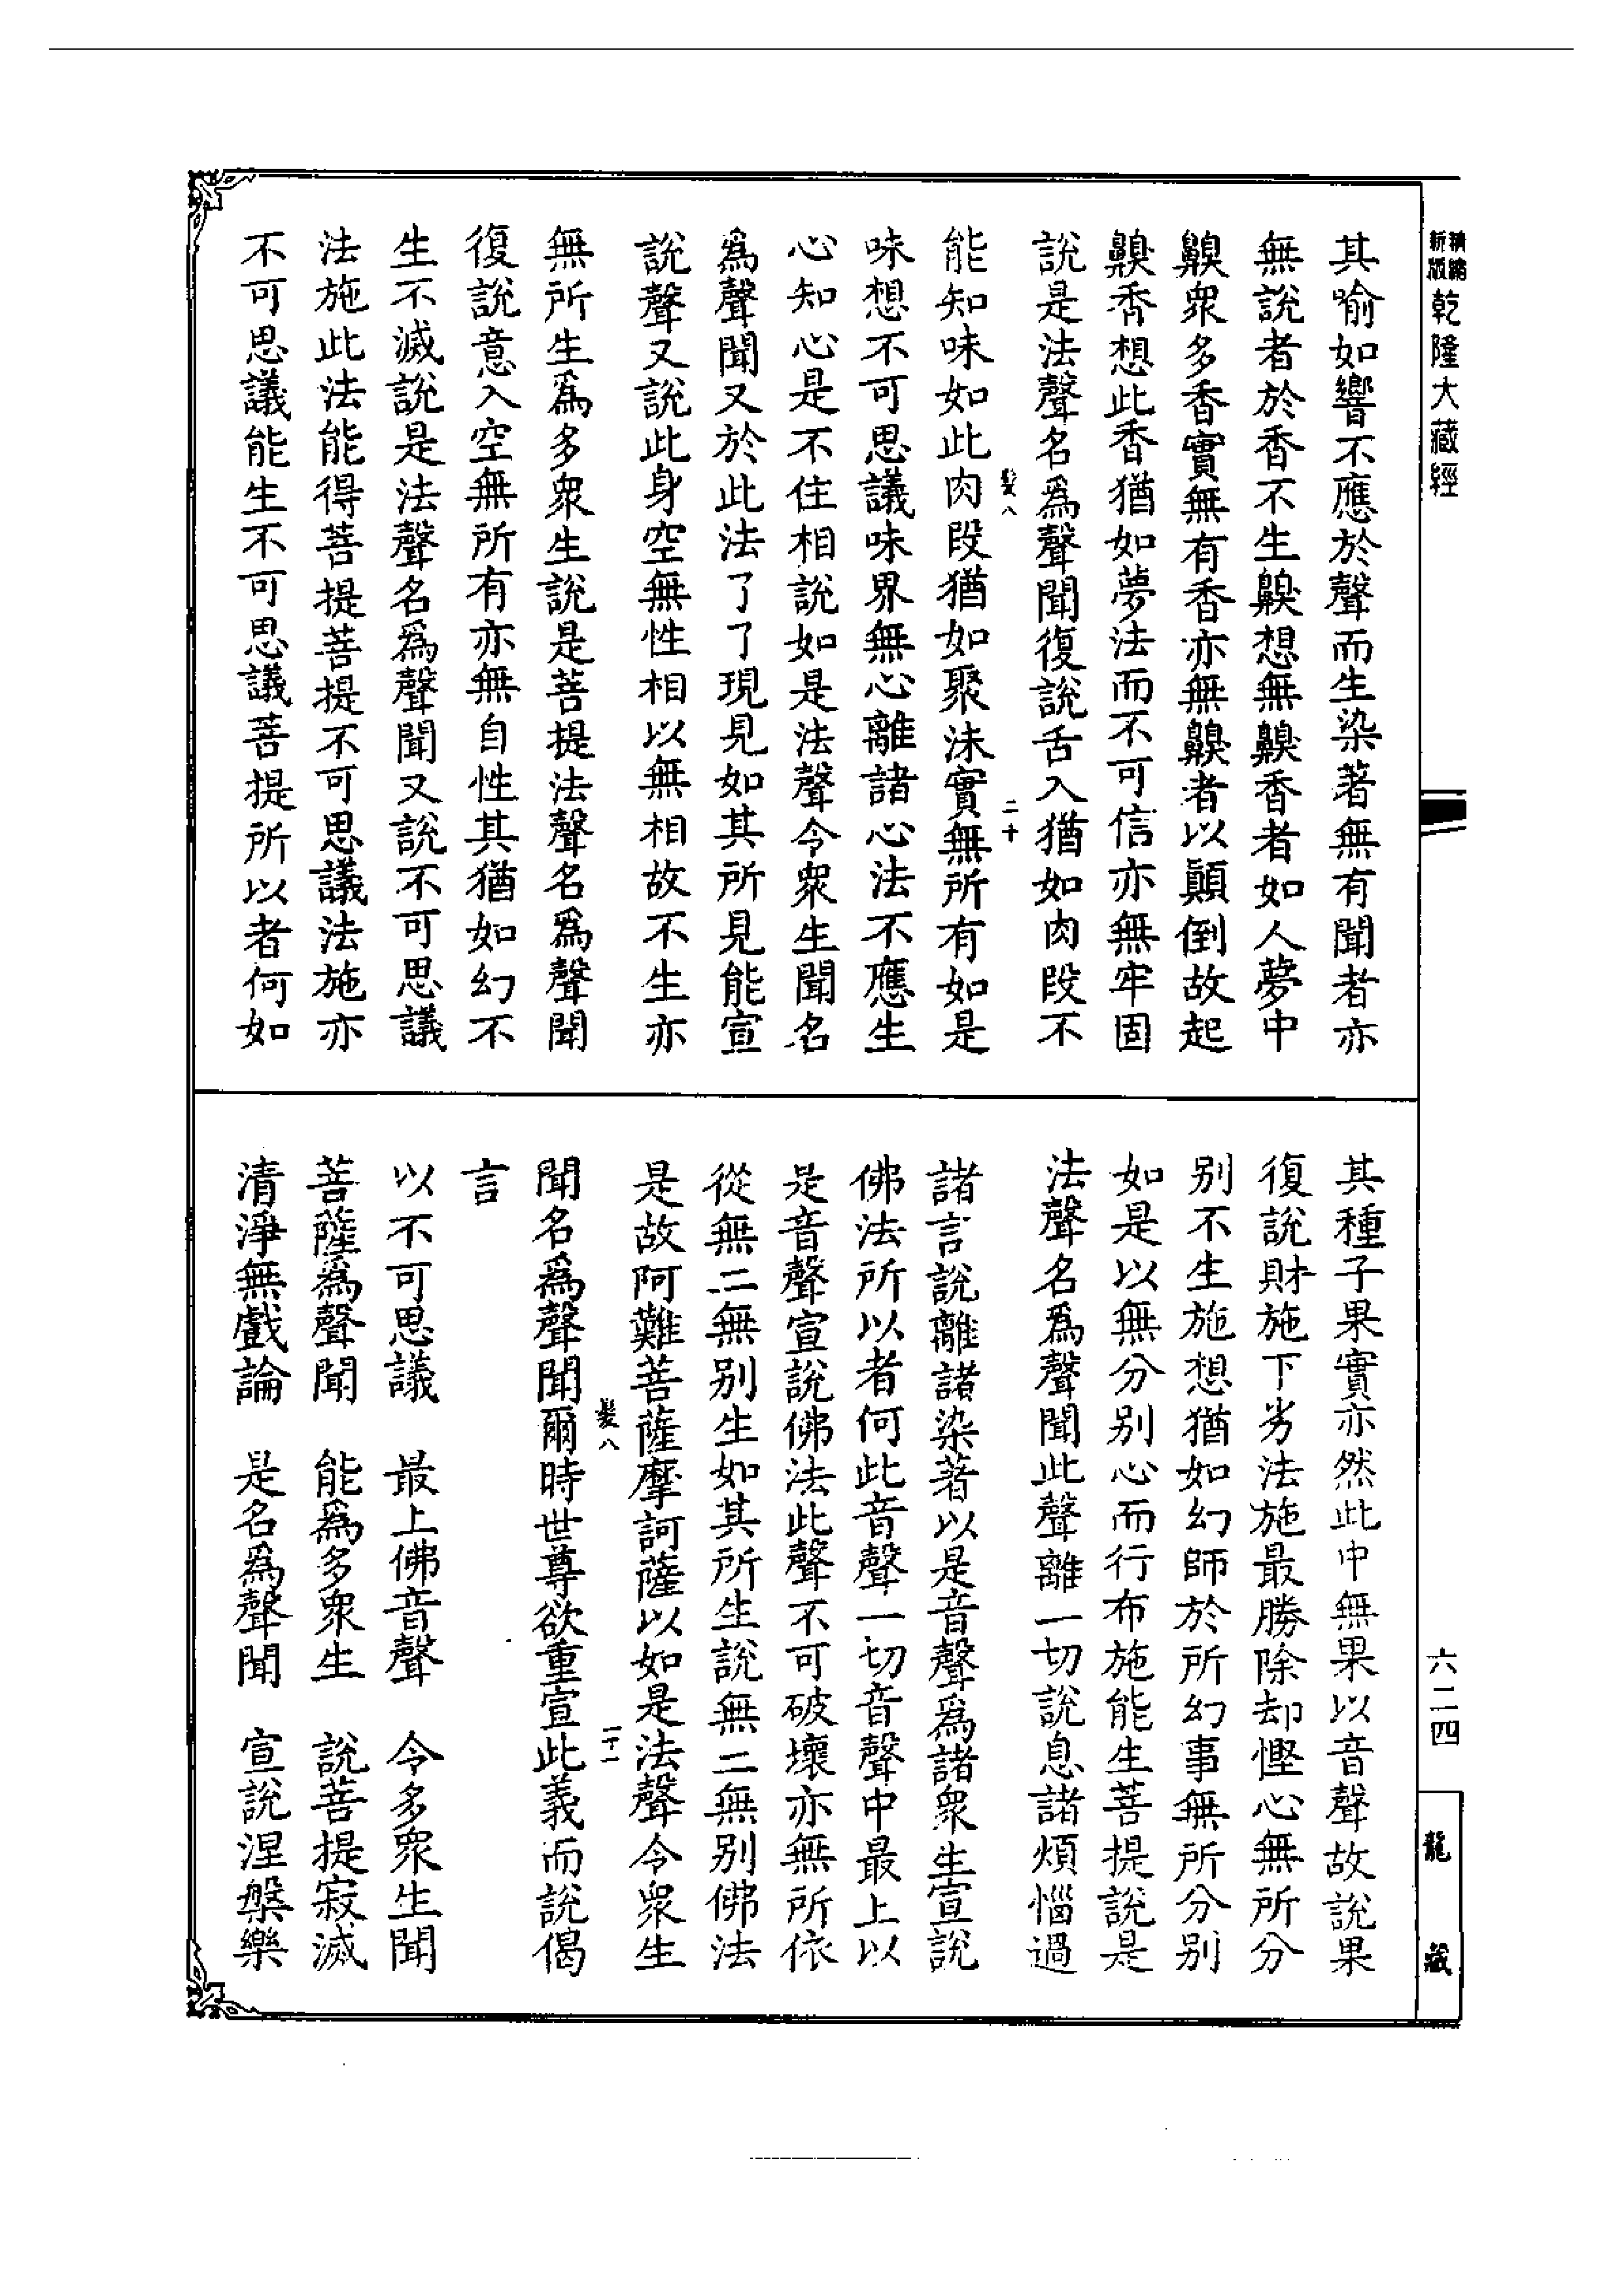 精縮新版乾隆大藏經
其喻如響不應於聲而生染著無有聞者亦
無說者於香不生齅想無齅香者如人夢中
齅衆多香實無有香亦無齅者以顛倒故起
齅香想此香猶如夢法而不可信亦無牢固
說是法聲名爲聲聞復說舌入猶如肉段不
髮八 二十
能知味如此肉段猶如聚沫實無所有如是
味想不可思議味界無心離諸心法不應生
心知心是不住相說如是法聲令衆生聞名
爲聲聞又於此法了了現見如其所見能宣
說聲又說此身空無性相以無相故不生亦
無所生爲多衆生說是菩提法聲名爲聲聞
復說意入空無所有亦無自性其猶如幻不
生不滅說是法聲名爲聲聞又說不可思議
法施此法能得菩提菩提不可思議法施亦
不可思議能生不可思議菩提所以者何如
其種子果實亦然此中無果以音聲故說果
復說財施下劣法施最勝除却慳心無所分
別不生施想猶如幻師於所幻事無所分別
如是以無分別心而行布施能生菩提說是
法聲名爲聲聞此聲離一切說息諸煩惱過
諸言說離諸染著以是音聲爲諸衆生宣說
佛法所以者何此音聲一切音聲中最上以
是音聲宣說佛法此聲不可破壞亦無所依
從無二無別生如其所生說無二無別佛法
是故阿難菩薩摩訶薩以如是法聲令衆生
髮八 二十一
聞名爲聲聞爾時世尊欲重宣此義而說偈
言
以不可思議 最上佛音聲 令多衆生聞
菩薩爲聲聞 能爲多衆生 說菩提寂滅
清淨無戲論 是名爲聲聞 宣說涅槃樂
六二四
龍藏